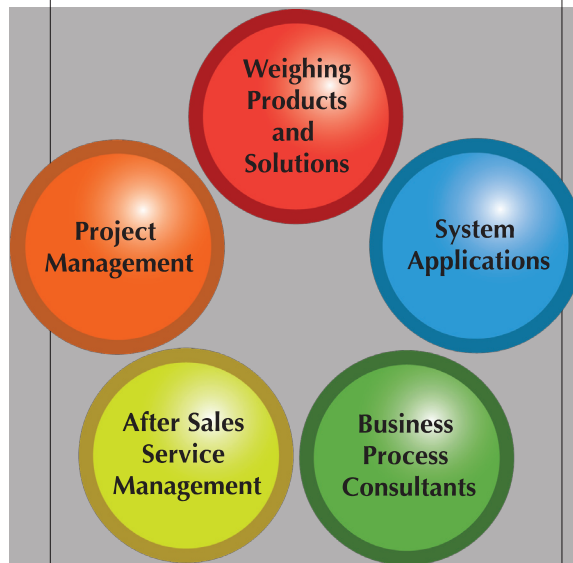 Weighing
Products
and
Solutions
Project
Management
System
Applications
After Sales
Service
Management
Business
Process
Consultants